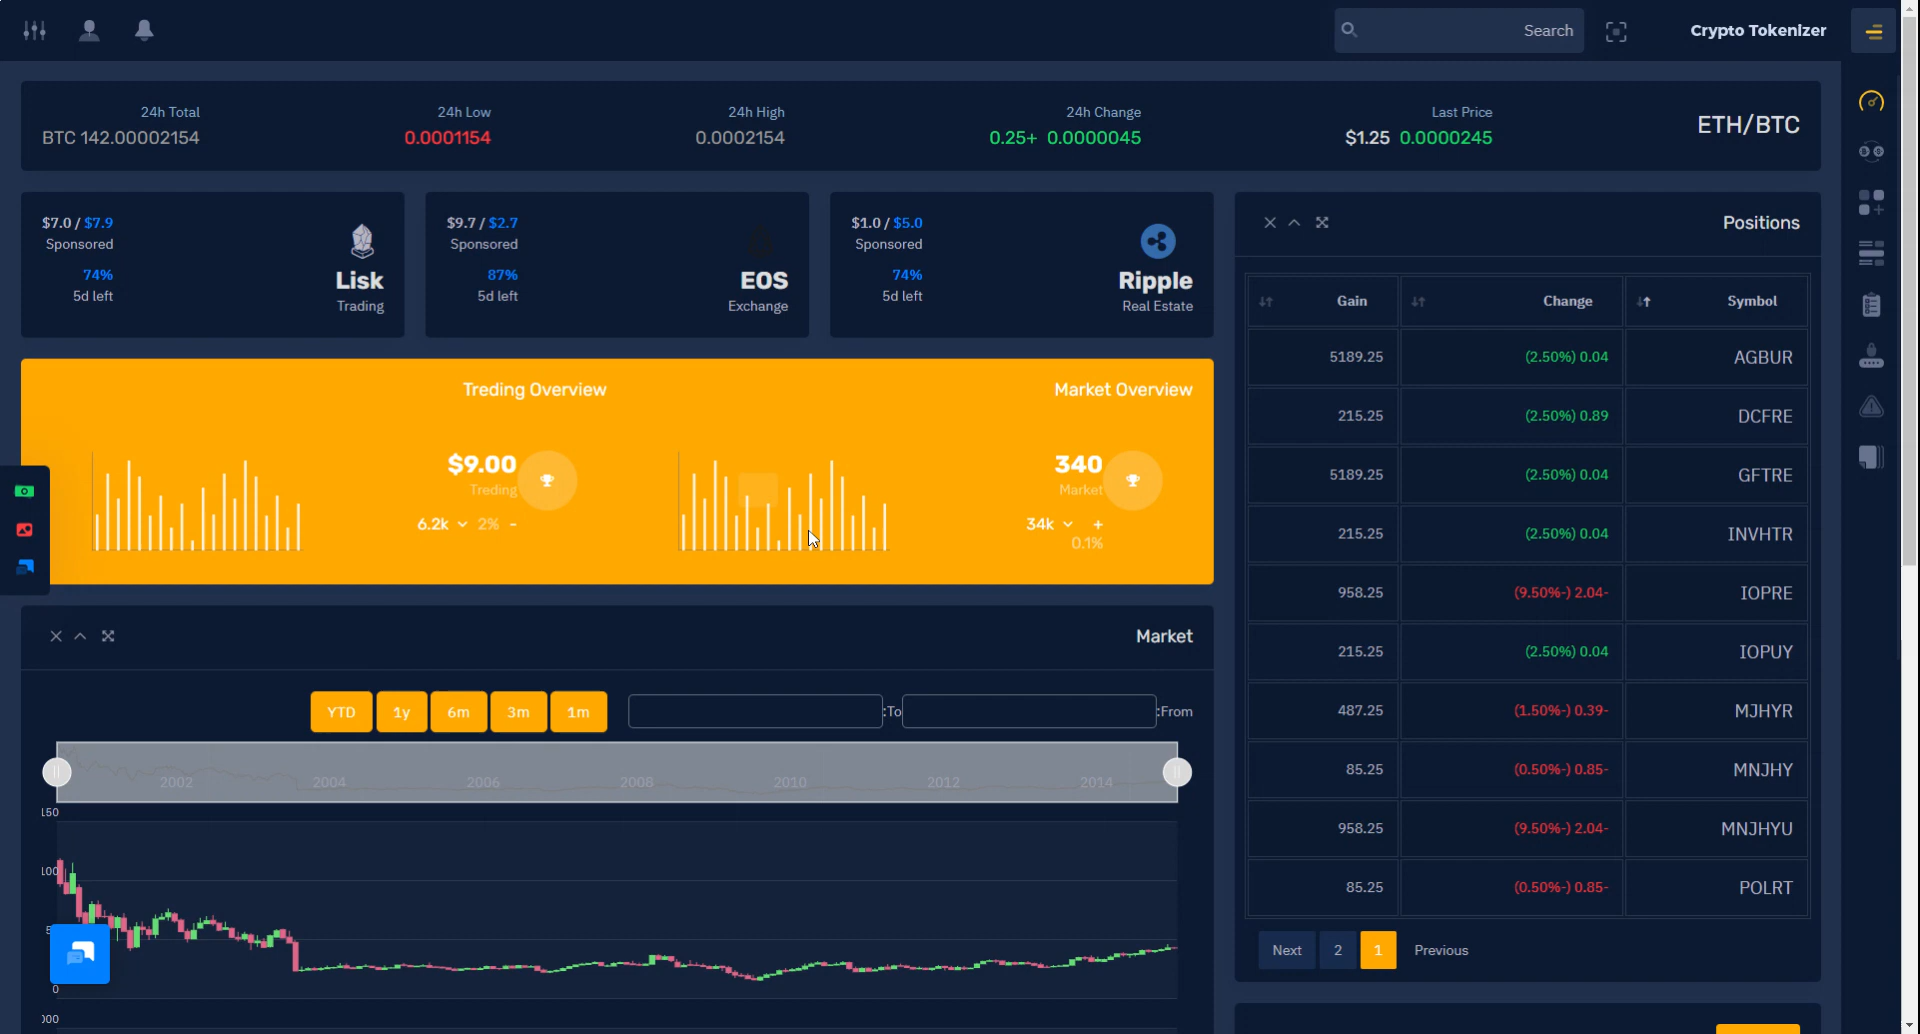 Search
Crypto Tokenizer
24h Total
BTC 142.00002154
24h Low
0.0001154
24h High
0.0002154
24h Change
0.25+ 0.0000045
Last Price
$1.25 0.0000245
ETH/BTC
$7.0 / $7.9
Sponsored
74%
5d left
Lisk
Trading
$9.7 / $2.7
Sponsored
87%
5d left
EOS
Exchange
$1.0 / $5.0
Sponsored
74%
5d left
Ripple
Real Estate
Treding Overview
$9.00
Treding
6.2k 2% -
Market Overview
340
Market
34k +
0.1%
Market
YTD 1y 6m 3m 1m
:To
:From
2002 2004 2006 2008 2010 2012 2014
150
100
5
0
000
Positions
Gain Change Symbol
5189.25 (2.50%) 0.04 AGBUR
215.25 (2.50%) 0.89 DCFRE
5189.25 (2.50%) 0.04 GFTRE
215.25 (2.50%) 0.04 INVHTR
958.25 (9.50%-) 2.04- IOPRE
215.25 (2.50%) 0.04 IOPUY
487.25 (1.50%-) 0.39- MJHYR
85.25 (0.50%-) 0.85- MNJHY
958.25 (9.50%-) 2.04- MNJHYU
85.25 (0.50%-) 0.85- POLRT
Next 2 1 Previous